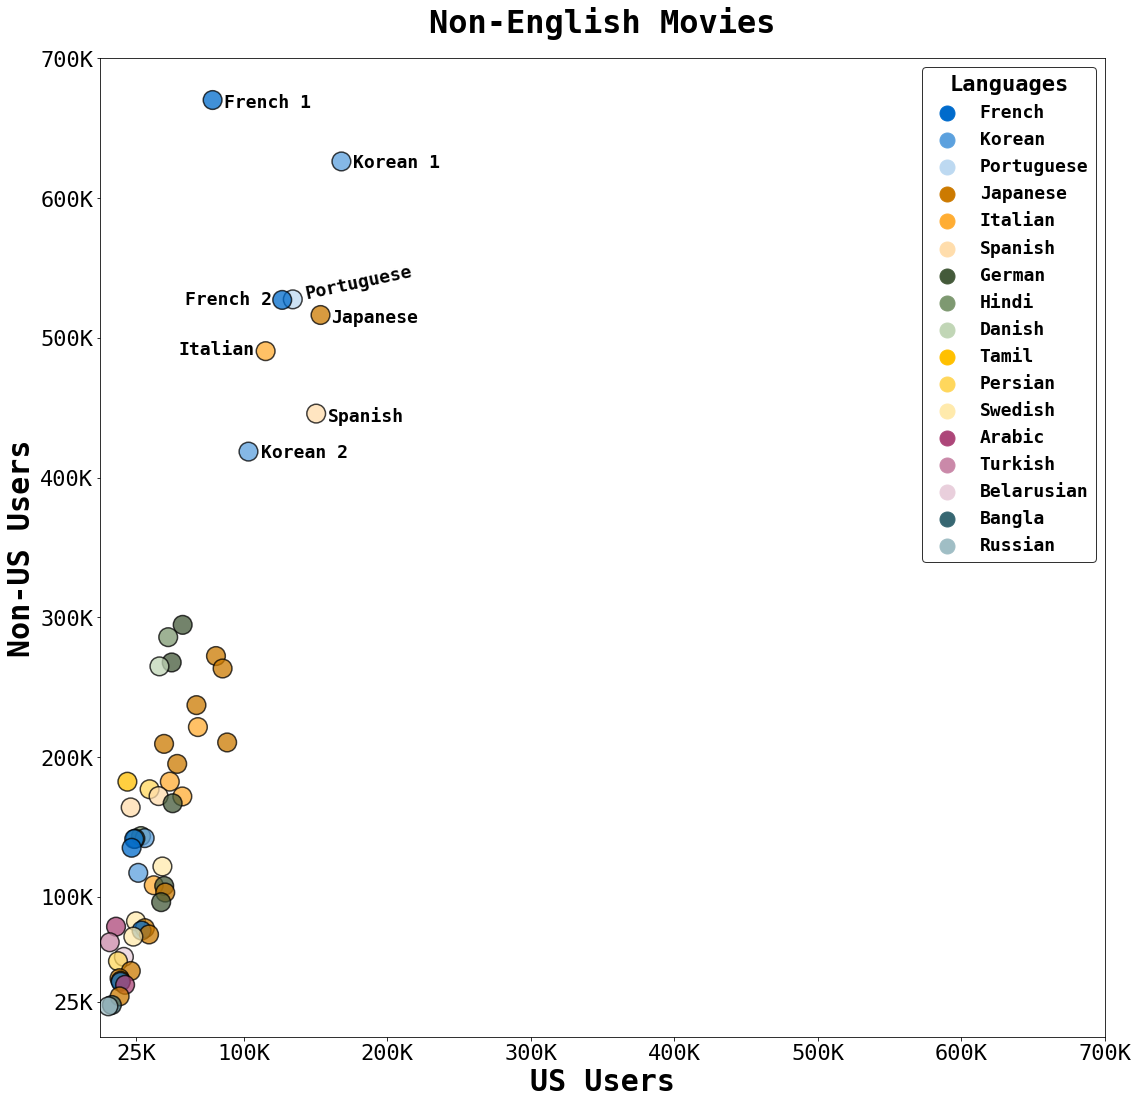 Non-English Movies
700K
600K
500K
400K
300K
200K
100K
25K
Non-US Users
French 1
Korean 1
French 2
Portuguese
Japanese
Italian
Spanish
Korean 2
Languages
French
Korean
Portuguese
Japanese
Italian
Spanish
German
Hindi
Danish
Tamil
Persian
Swedish
Arabic
Turkish
Belarusian
Bangla
Russian
25K 100K 200K 300K 400K 500K 600K 700K
US Users